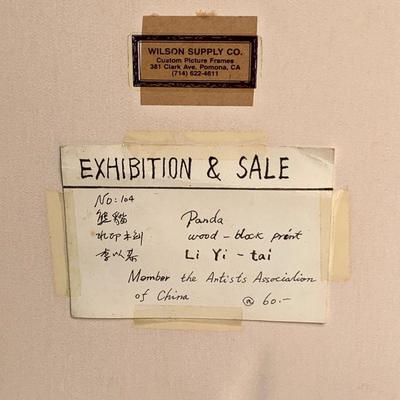 WILSON SUPPLY CO.
Custom Picture Frames
381 Clark Ave. Pomona, CA
(714) 622-4611
EXHIBITION & SALE
No: 104
熊貓 Panda
水印木刻 wood-block print
李以泰 Li Yi-tai
Member the Artists Association
of China @ 60.-